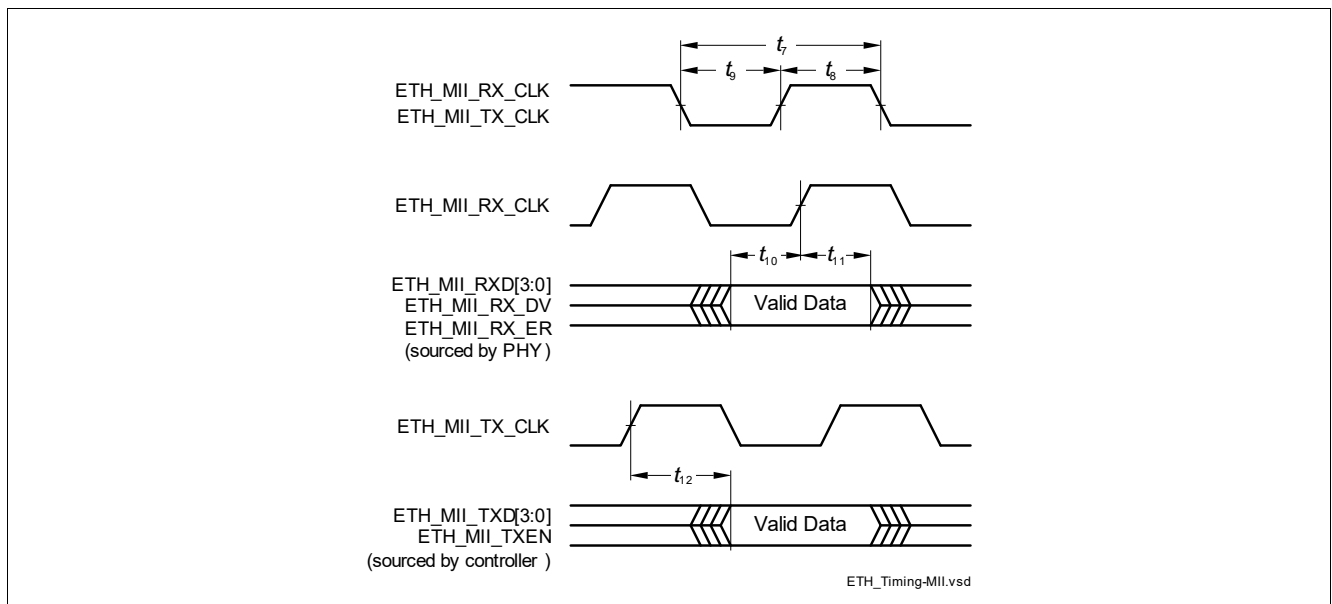 t7
t9 t8
ETH_MII_RX_CLK
ETH_MII_TX_CLK
ETH_MII_RX_CLK
t10 t11
ETH_MII_RXD[3:0]
ETH_MII_RX_DV Valid Data
ETH_MII_RX_ER
(sourced by PHY )
ETH_MII_TX_CLK
t12
ETH_MII_TXD[3:0]
Valid Data
ETH_MII_TXEN
(sourced by controller )
ETH_Timing-MII.vsd